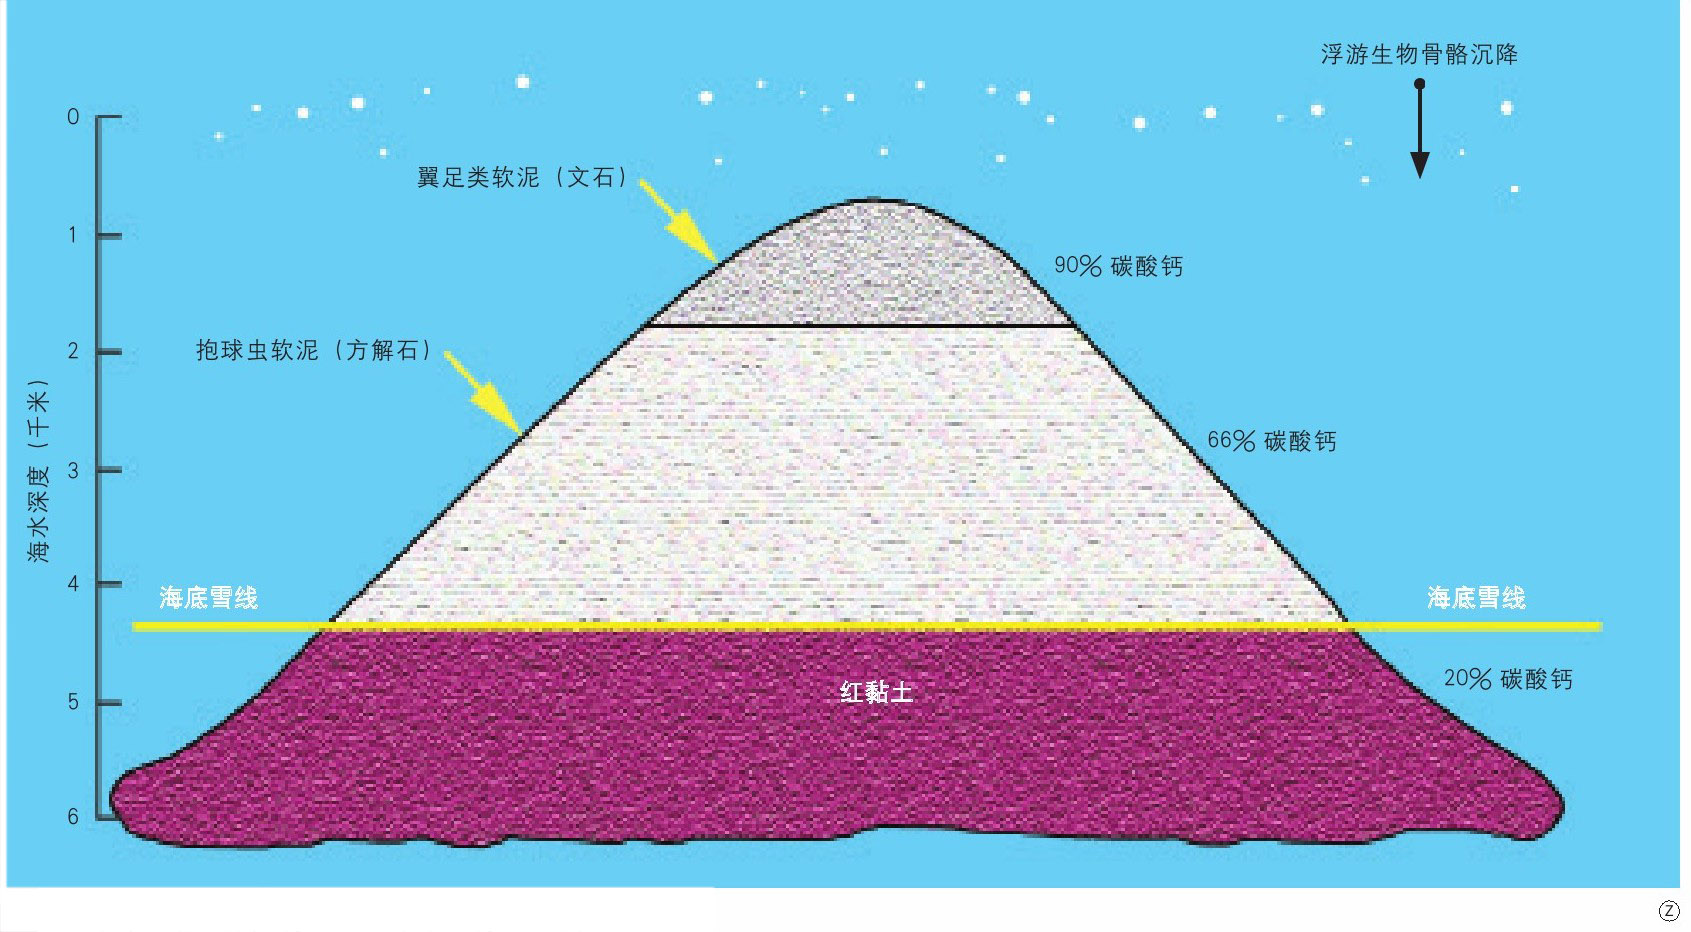 浮游生物骨骼沉降
0
翼足类软泥（文石）
1
90% 碳酸钙
抱球虫软泥（方解石）
2
海水深度（千米）
66% 碳酸钙
3
4
海底雪线
海底雪线
20% 碳酸钙
红黏土
5
6
Z